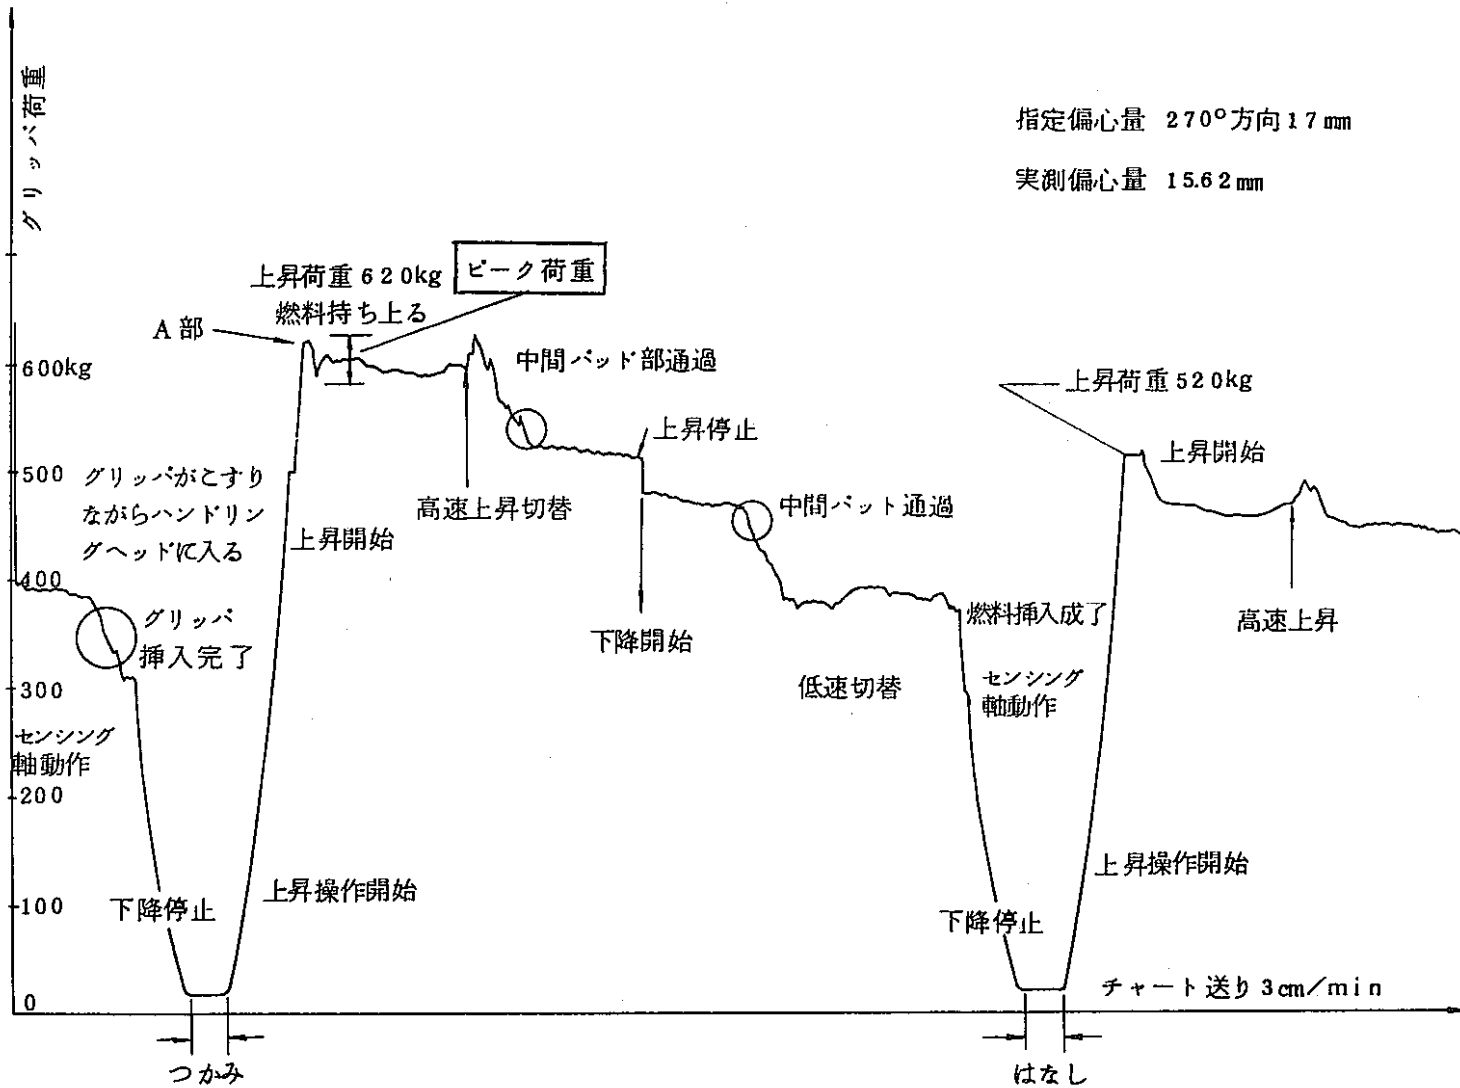 グリッパ荷重
指定偏心量 270°方向17mm
実測偏心量 15.62mm
上昇荷重620kg
燃料持ち上る
ピーク荷重
A部
中間パッド部通過
600kg
上昇荷重520kg
上昇停止
上昇開始
500
グリッパがこすり
ながらハンドリン
グヘッドに入る
高速上昇切替
中間パット通過
上昇開始
400
グリッパ
挿入完了
下降開始
燃料挿入成了
高速上昇
300
低速切替
センシング
軸動作
センシング
軸動作
200
上昇操作開始
上昇操作開始
100
下降停止
下降停止
0
チャート送り3cm/min
つかみ
はなし